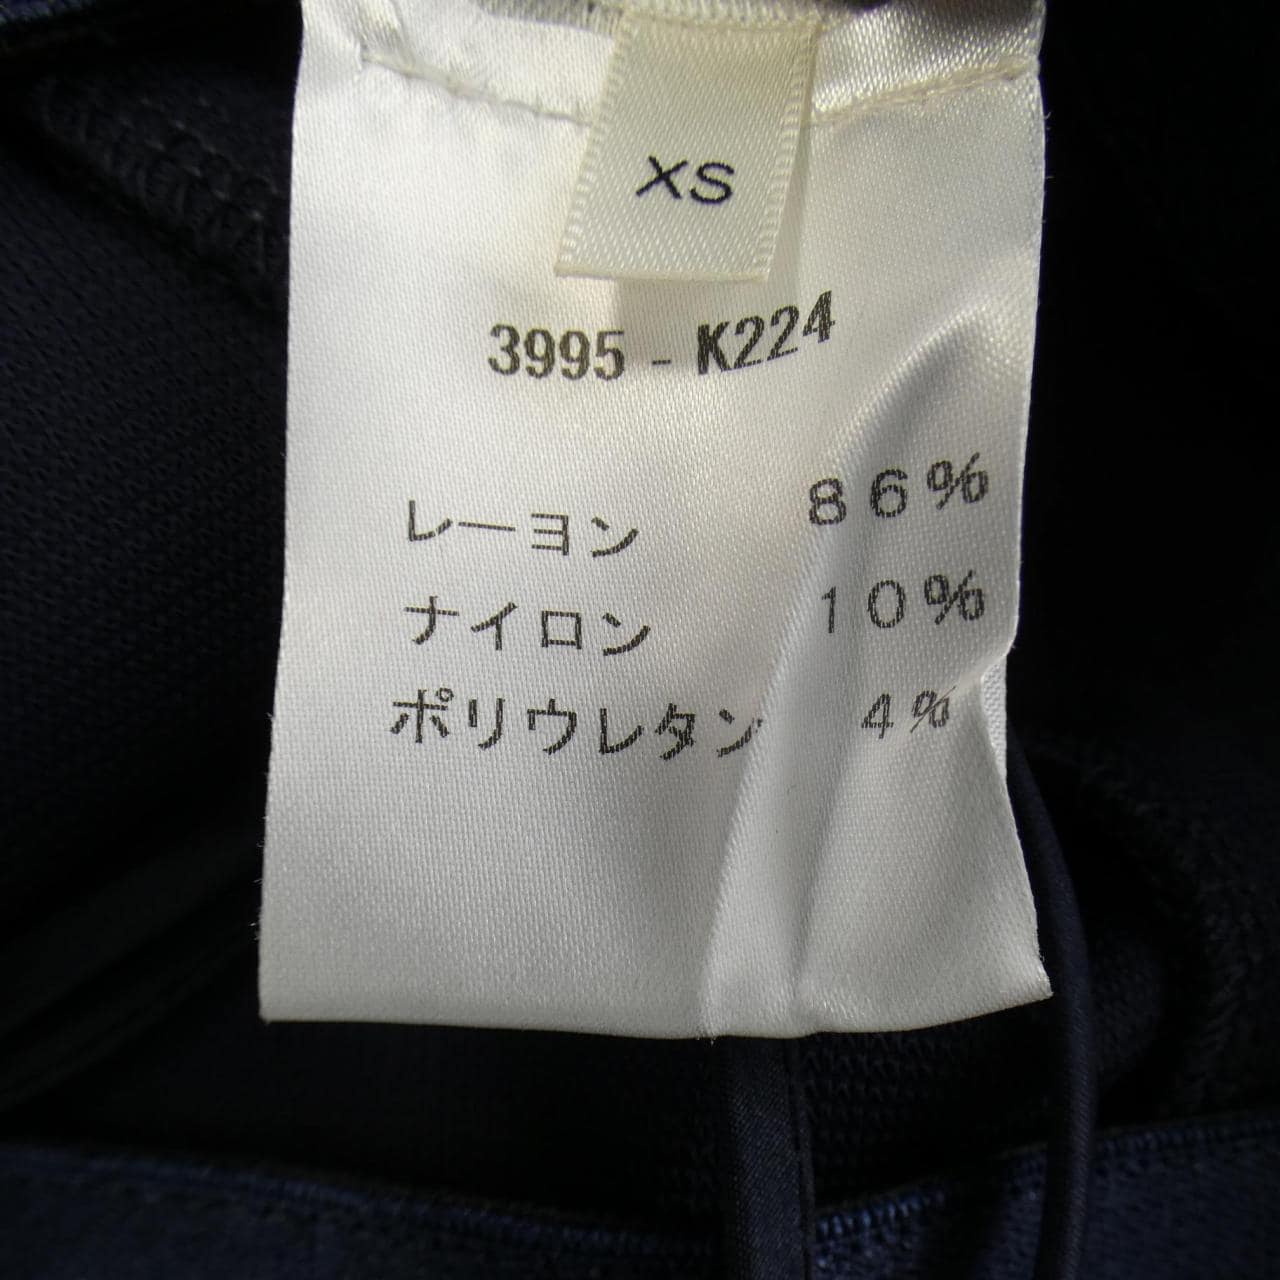 XS
3995 - K224
レーヨン 86%
ナイロン 10%
ポリウレタン 4%